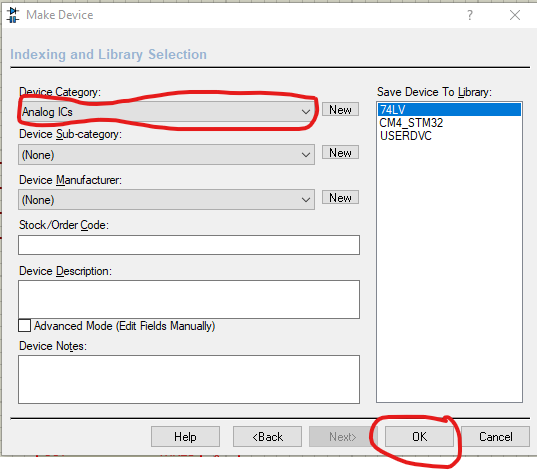 Make Device
?
Indexing and Library Selection
Device Category:
Analog ICs
New
Device Sub-category:
(None)
New
Device Manufacturer:
(None)
New
Stock/Order Code:
Device Description:
Advanced Mode (Edit Fields Manually)
Device Notes:
Save Device To Library:
74LV
CM4_STM32
USERDVC
Help
<Back
Next>
OK
Cancel